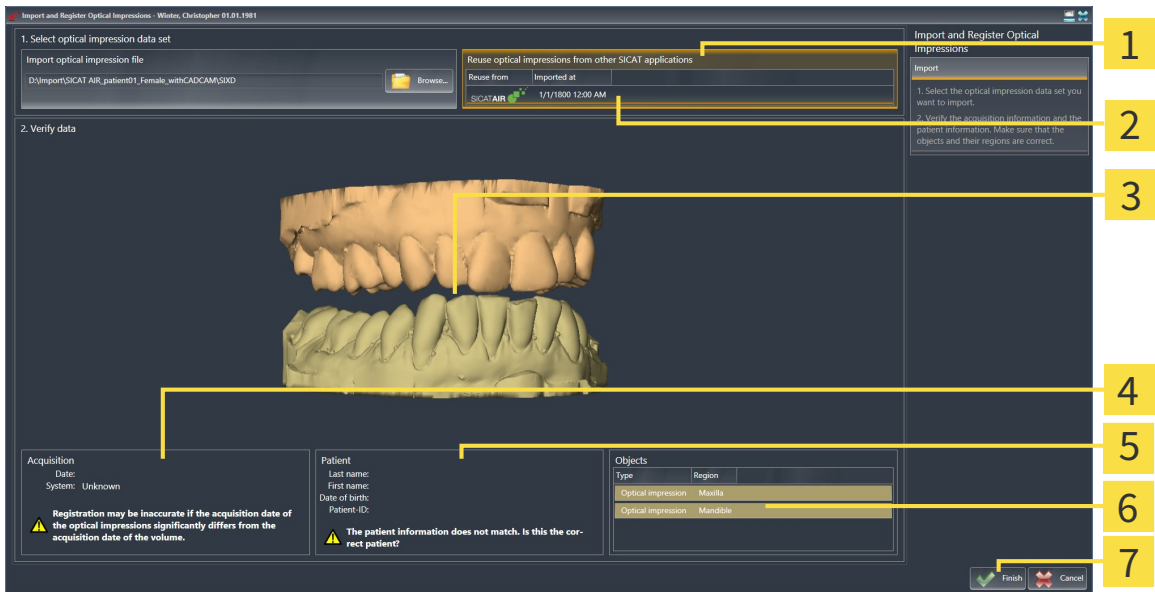 Import and Register Optical Impressions - Winter, Christopher 01.01.1981
1. Select optical impression data set
Import optical impression file
D:\Import\SICAT AIR_patient01_Female_withCADCAM\SIXD
Browse...
Reuse optical impressions from other SICAT applications
Reuse from Imported at
SICATAIR 1/1/1800 12:00 AM
Import and Register Optical
Impressions
Import
1. Select the optical impression data set you
want to import.
2. Verify the acquisition information and the
patient information. Make sure that the
objects and their regions are correct.
1
2
2. Verify data
3
4
Acquisition
Date:
System: Unknown
Registration may be inaccurate if the acquisition date of
the optical impressions significantly differs from the
acquisition date of the volume.
Patient
Last name:
First name:
Date of birth:
Patient-ID:
The patient information does not match. Is this the cor-
rect patient?
5
Objects
Type Region
Optical impression Maxilla
Optical impression Mandible
6
Finish
Cancel
7